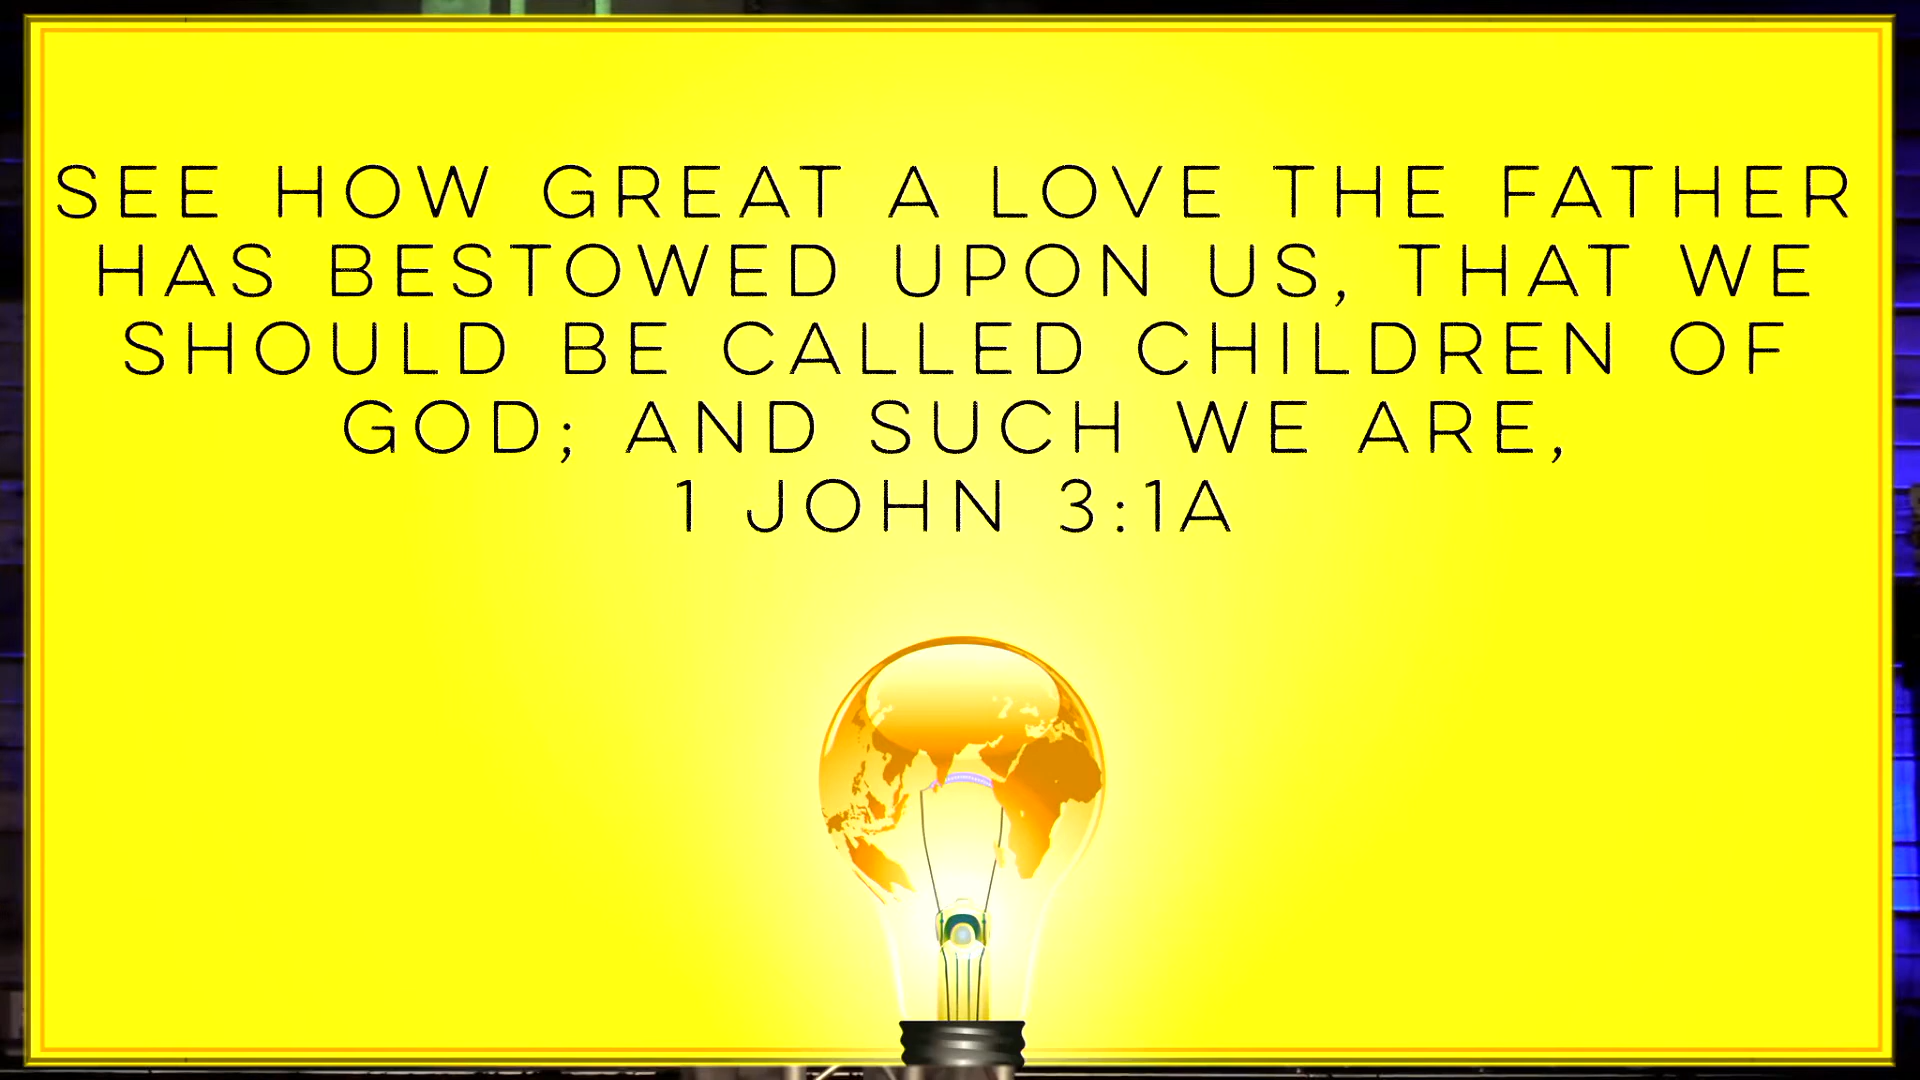 SEE HOW GREAT A LOVE THE FATHER
HAS BESTOWED UPON US, THAT WE
SHOULD BE CALLED CHILDREN OF
GOD; AND SUCH WE ARE,
1 JOHN 3:1A